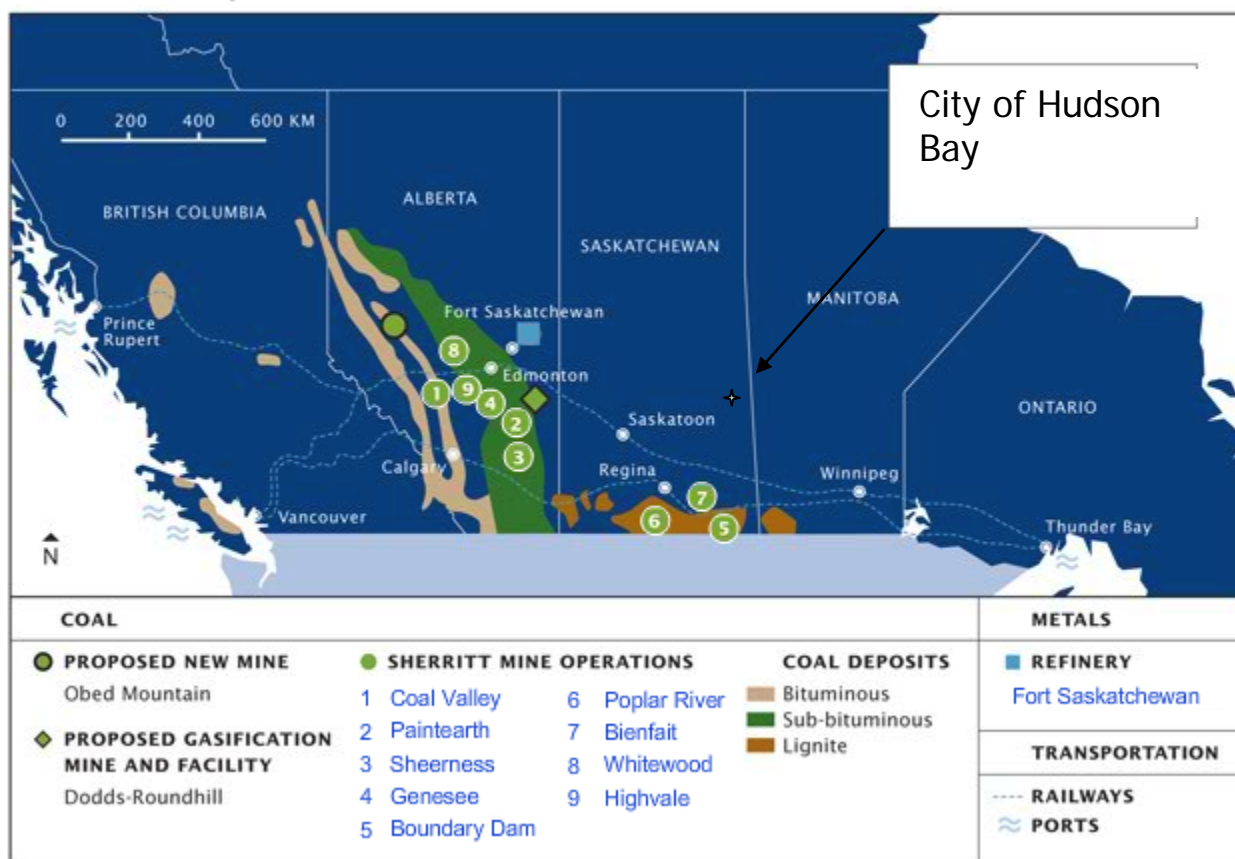 City of Hudson
Bay
0 200 400 600 KM
BRITISH COLUMBIA
ALBERTA
SASKATCHEWAN
MANITOBA
ONTARIO
Prince
Rupert
Fort Saskatchewan
Edmonton
8
1
9
4
2
3
Saskatoon
Calgary
Regina
Winnipeg
7
6
5
Vancouver
Thunder Bay
N
COAL
PROPOSED NEW MINE
Obed Mountain
PROPOSED GASIFICATION
MINE AND FACILITY
Dodds-Roundhill
SHERRITT MINE OPERATIONS
1 Coal Valley
2 Paintearth
3 Sheerness
4 Genesee
5 Boundary Dam
6 Poplar River
7 Bienfait
8 Whitewood
9 Highvale
COAL DEPOSITS
Bituminous
Sub-bituminous
Lignite
METALS
REFINERY
Fort Saskatchewan
TRANSPORTATION
RAILWAYS
PORTS